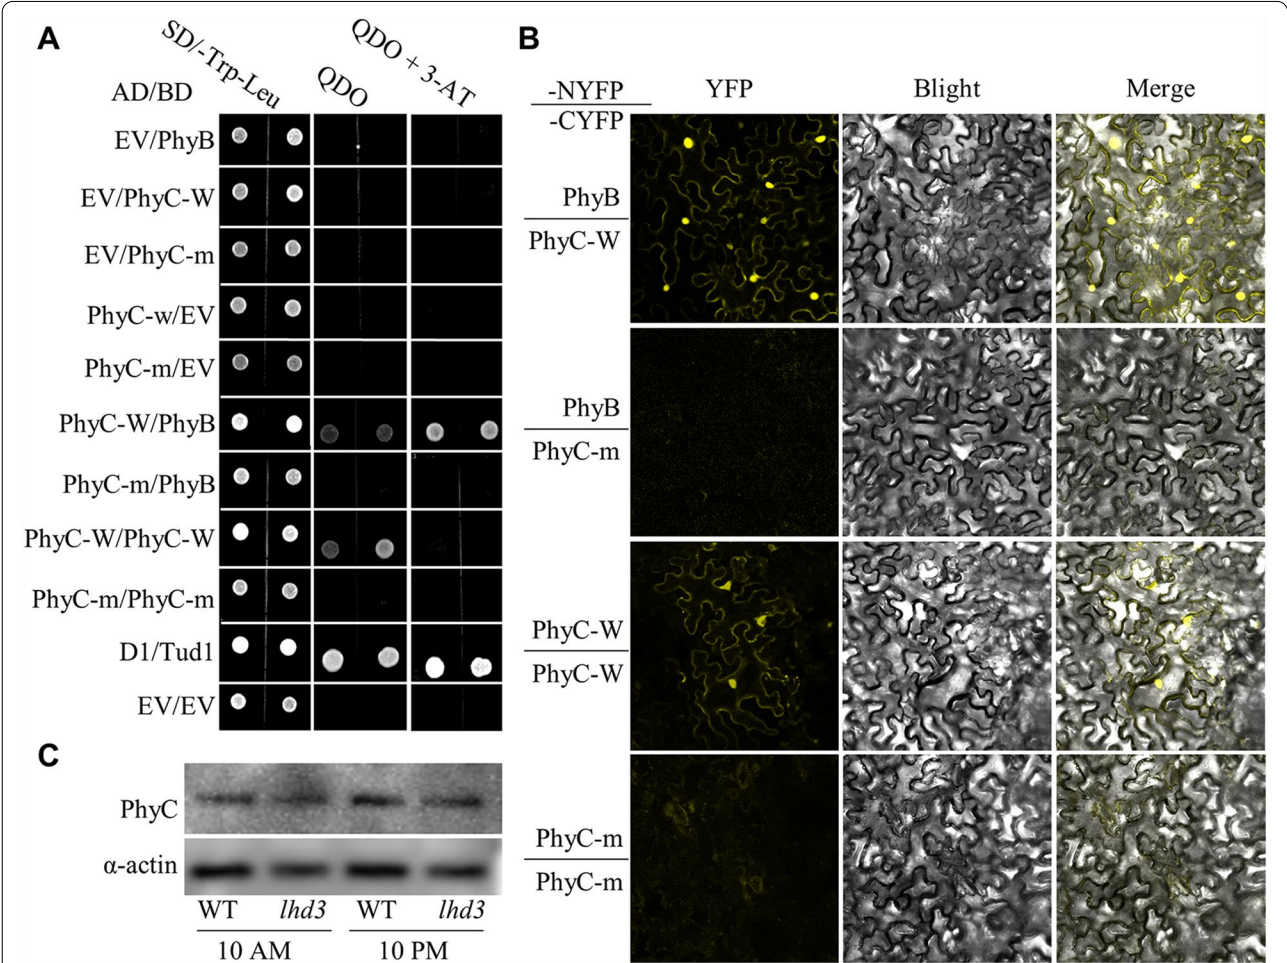 A
SD/-Trp-Leu
QDO
QDO + 3-AT
AD/BD
EV/PhyB
EV/PhyC-W
EV/PhyC-m
PhyC-w/EV
PhyC-m/EV
PhyC-W/PhyB
PhyC-m/PhyB
PhyC-W/PhyC-W
PhyC-m/PhyC-m
D1/Tud1
EV/EV
B
-NYFP
-CYFP
YFP
Blight
Merge
PhyB
PhyC-W
PhyB
PhyC-m
PhyC-W
PhyC-W
PhyC-m
PhyC-m
C
PhyC
α-actin
WT lhd3 WT lhd3
10 AM 10 PM